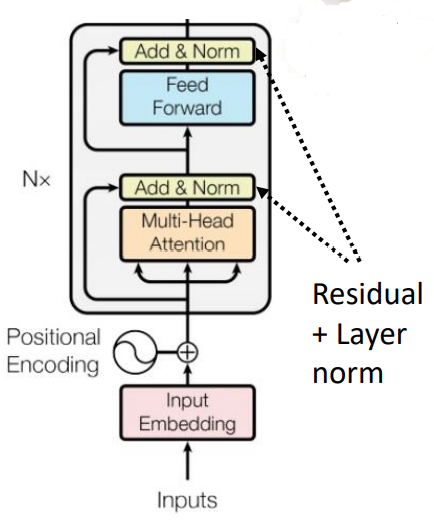 Add & Norm
Feed
Forward
Nx
Add & Norm
Multi-Head
Attention
Residual
+ Layer
norm
Positional
Encoding
Input
Embedding
Inputs